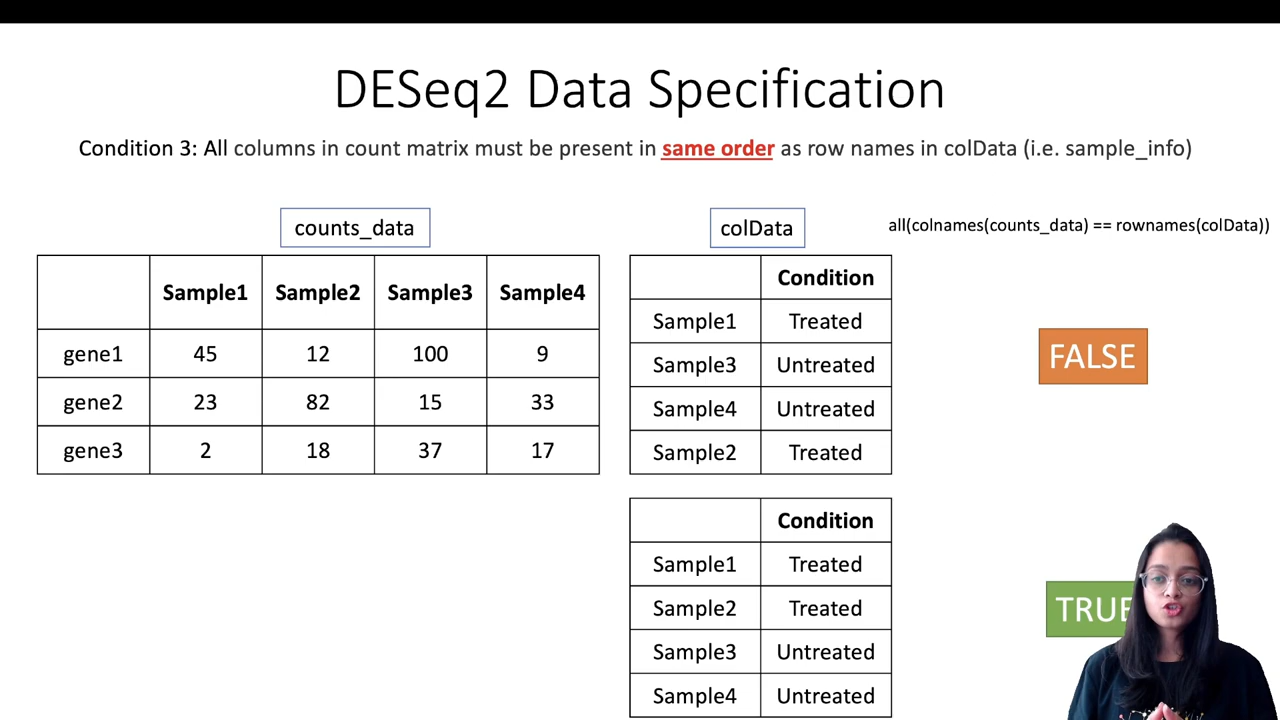 DESeq2 Data Specification
Condition 3: All columns in count matrix must be present in same order as row names in colData (i.e. sample_info)
counts_data
Sample1 Sample2 Sample3 Sample4
gene1 45 12 100 9
gene2 23 82 15 33
gene3 2 18 37 17
colData
Condition
Sample1 Treated
Sample3 Untreated
Sample4 Untreated
Sample2 Treated
all(colnames(counts_data) == rownames(colData))
FALSE
Condition
Sample1 Treated
Sample2 Treated
Sample3 Untreated
Sample4 Untreated
TRUE